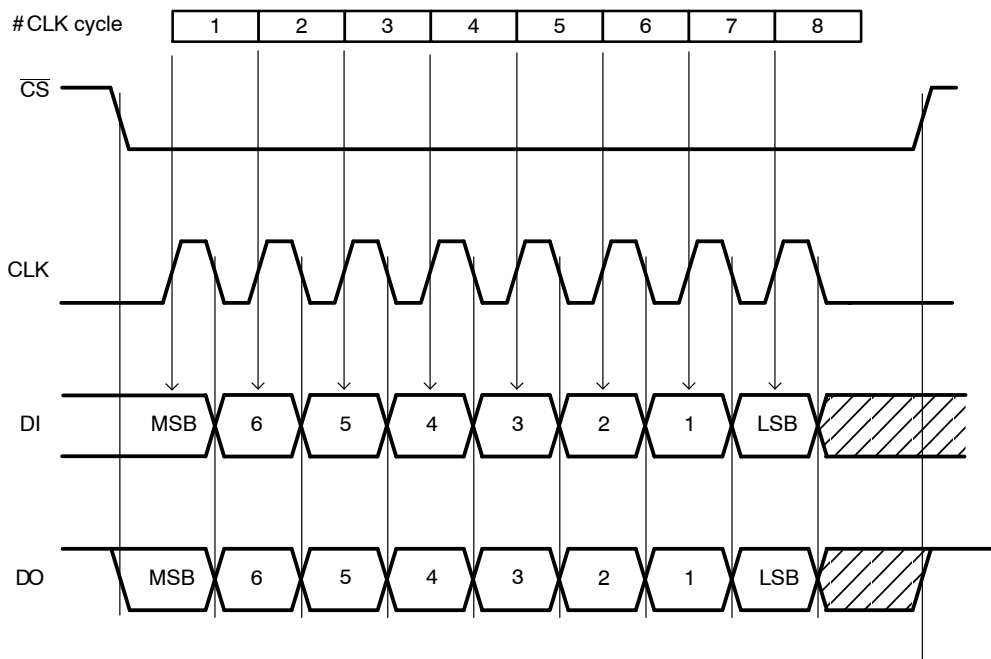 # CLK cycle 1 2 3 4 5 6 7 8
CS
CLK
DI MSB 6 5 4 3 2 1 LSB
DO MSB 6 5 4 3 2 1 LSB